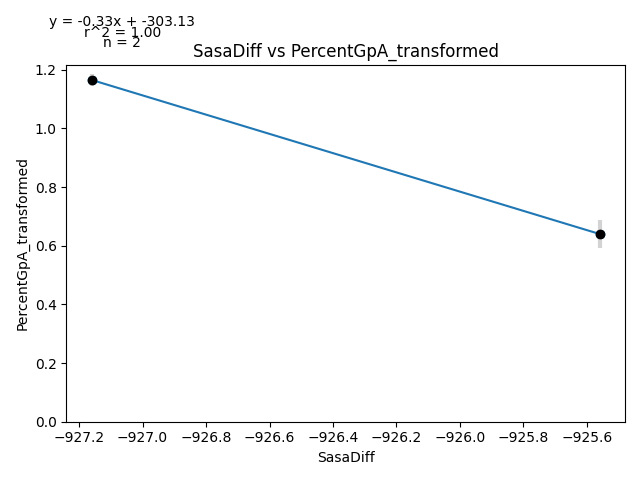 y = -0.33x + -303.13
r^2 = 1.00
n = 2
SasaDiff vs PercentGpA_transformed
1.2
1.0
0.8
0.6
0.4
0.2
0.0
PercentGpA_transformed
−927.2 −927.0 −926.8 −926.6 −926.4 −926.2 −926.0 −925.8 −925.6
SasaDiff